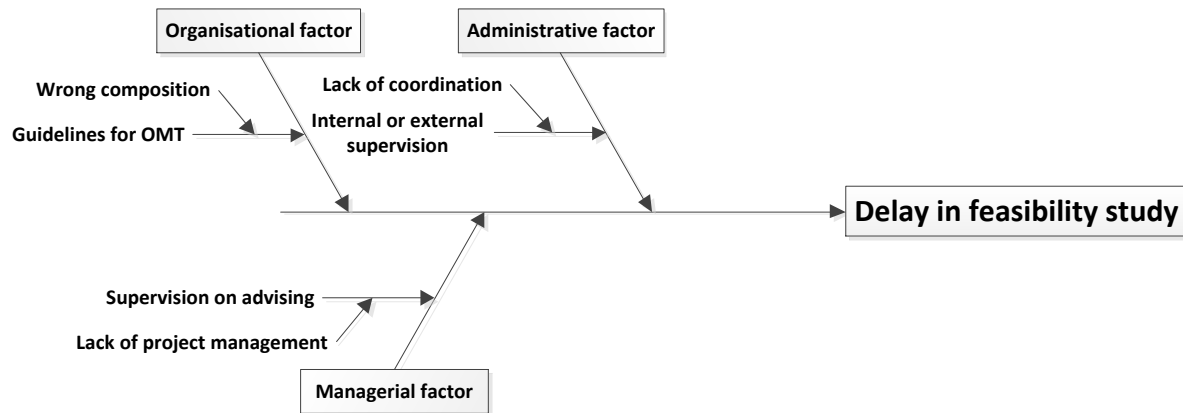 Organisational factor
Administrative factor
Wrong composition
Guidelines for OMT
Lack of coordination
Internal or external
supervision
Delay in feasibility study
Supervision on advising
Lack of project management
Managerial factor